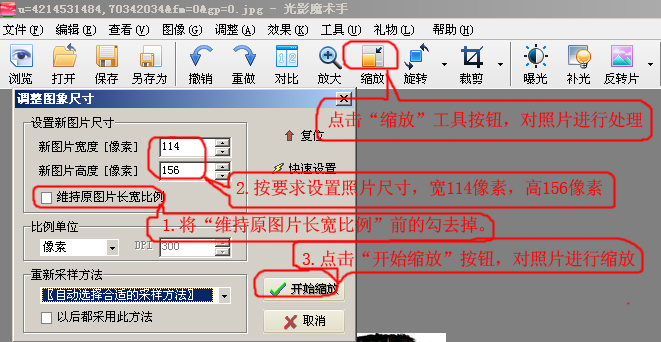 u=4214531484,70342034&fm=0&gp=0.jpg - 光影魔术手
文件(F) 编辑(E) 查看(V) 图像(G) 调整(A) 效果(X) 工具(U) 礼物(L) 帮助(H)
浏览 打开 保存 另存为 撤销 重做 对比 放大 缩放 旋转 裁剪 曝光 补光 反转片
调整图象尺寸
点击“缩放”工具按钮，对照片进行处理
设置新图片尺寸
新图片宽度 [像素] 114
复位
新图片高度 [像素] 156
快速设置
2.按要求设置照片尺寸，宽114像素，高156像素
维持原图片长宽比例
1.将“维持原图片长宽比例”前的勾去掉。
比例单位
像素 DPI 300
3.点击“开始缩放”按钮，对照片进行缩放
重新采样方法
〖自动选择合适的采样方法〗
开始缩放
以后都采用此方法
取消